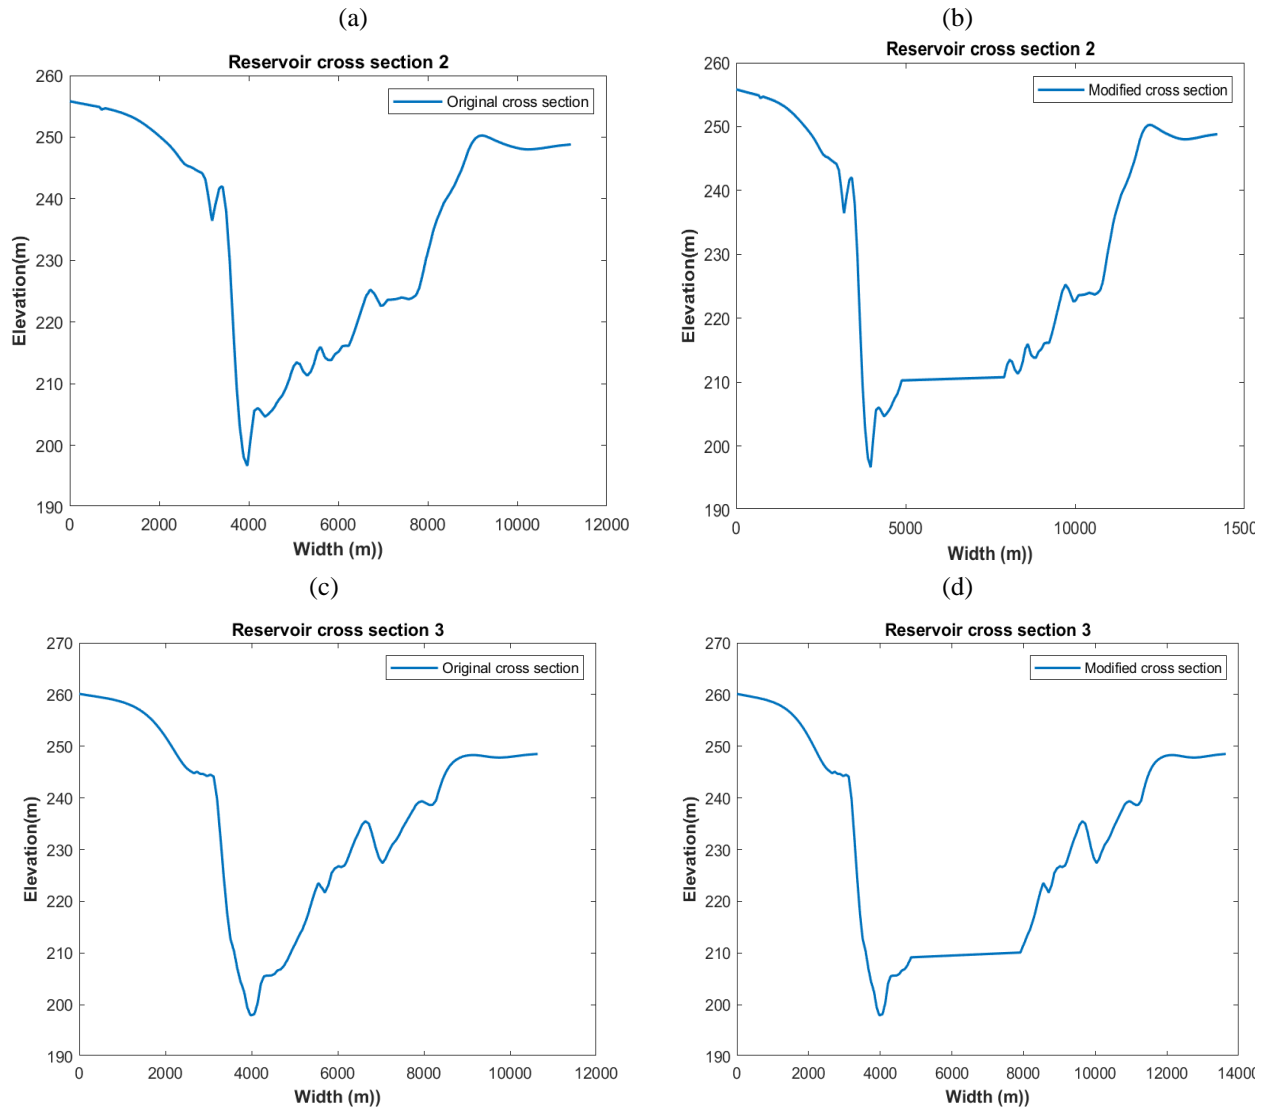 (a)
Reservoir cross section 2
Original cross section
260
250
240
230
220
210
200
190
Elevation(m)
0 2000 4000 6000 8000 10000 12000
Width (m))
(b)
Reservoir cross section 2
Modified cross section
260
250
240
230
220
210
200
190
Elevation(m)
0 5000 10000 1500
Width (m))
(c)
Reservoir cross section 3
Original cross section
270
260
250
240
230
220
210
200
190
Elevation(m)
0 2000 4000 6000 8000 10000 12000
Width (m))
(d)
Reservoir cross section 3
Modified cross section
270
260
250
240
230
220
210
200
190
Elevation(m)
0 2000 4000 6000 8000 10000 12000 14000
Width (m))